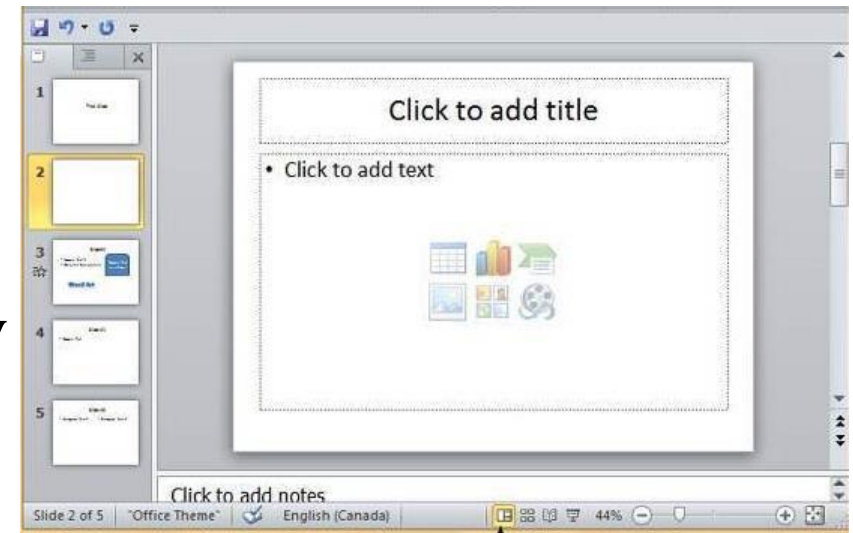 1
2
3
4
5
Click to add title
• Click to add text
Click to add notes
Slide 2 of 5 "Office Theme" English (Canada) 44%